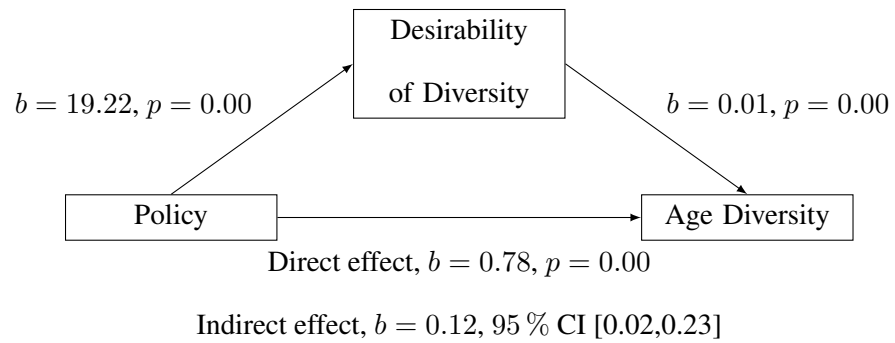 Desirability
of Diversity
b = 19.22, p = 0.00
b = 0.01, p = 0.00
Policy
Age Diversity
Direct effect, b = 0.78, p = 0.00
Indirect effect, b = 0.12, 95 % CI [0.02,0.23]